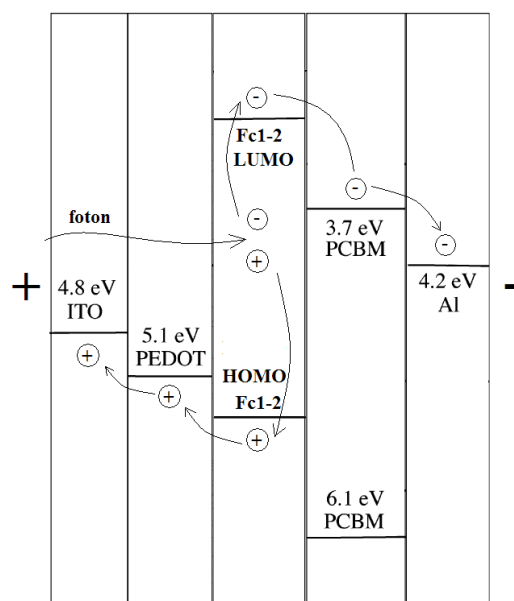 Fc1-2
LUMO
foton
+
4.8 eV
ITO
5.1 eV
PEDOT
3.7 eV
PCBM
4.2 eV
Al
-
HOMO
Fc1-2
6.1 eV
PCBM
-
-
-
-
+
+
+
+